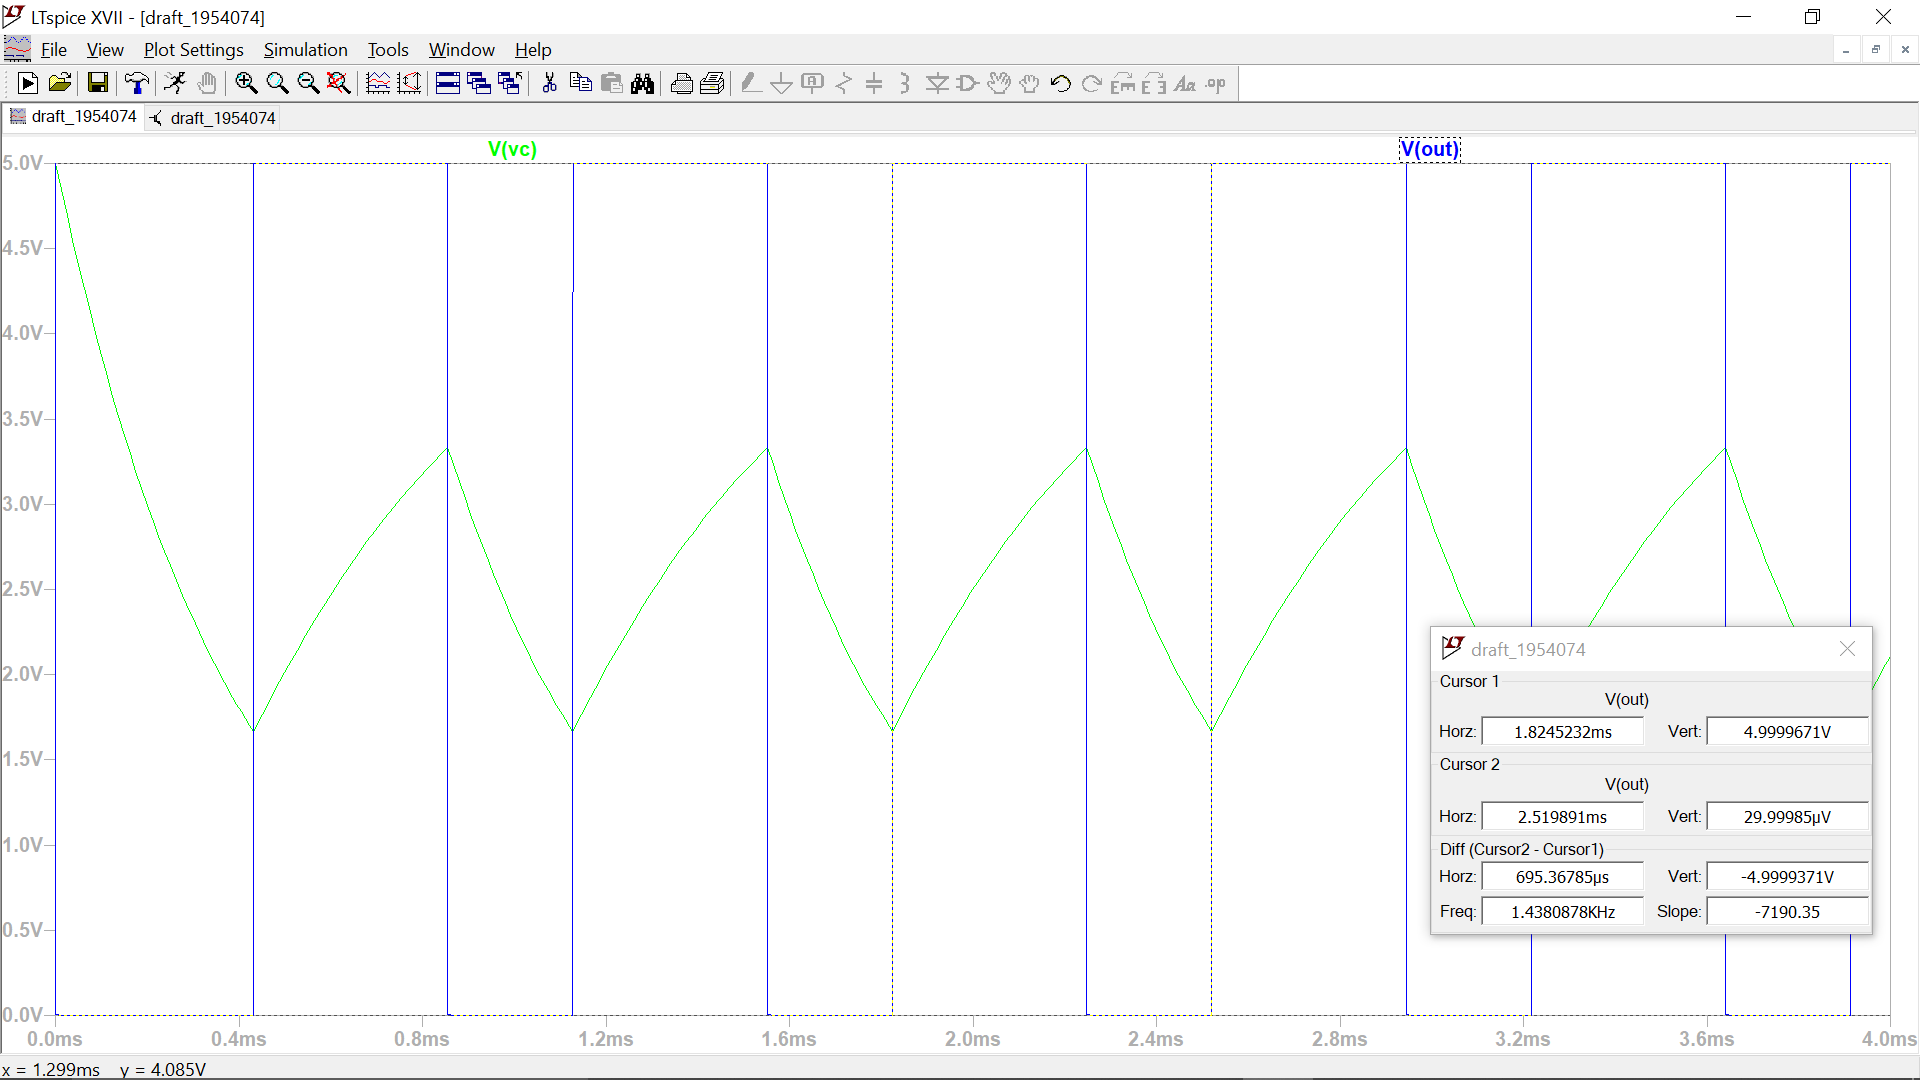 LTspice XVII - [draft_1954074]
File View Plot Settings Simulation Tools Window Help
draft_1954074 draft_1954074
V(vc) V(out)
5.0V
4.5V
4.0V
3.5V
3.0V
2.5V
2.0V
1.5V
1.0V
0.5V
0.0V
0.0ms 0.4ms 0.8ms 1.2ms 1.6ms 2.0ms 2.4ms 2.8ms 3.2ms 3.6ms 4.0ms
draft_1954074
Cursor 1
V(out)
Horz: 1.8245232ms Vert: 4.9999671V
Cursor 2
V(out)
Horz: 2.519891ms Vert: 29.99985µV
Diff (Cursor2 - Cursor1)
Horz: 695.36785µs Vert: -4.9999371V
Freq: 1.4380878KHz Slope: -7190.35
x = 1.299ms y = 4.085V